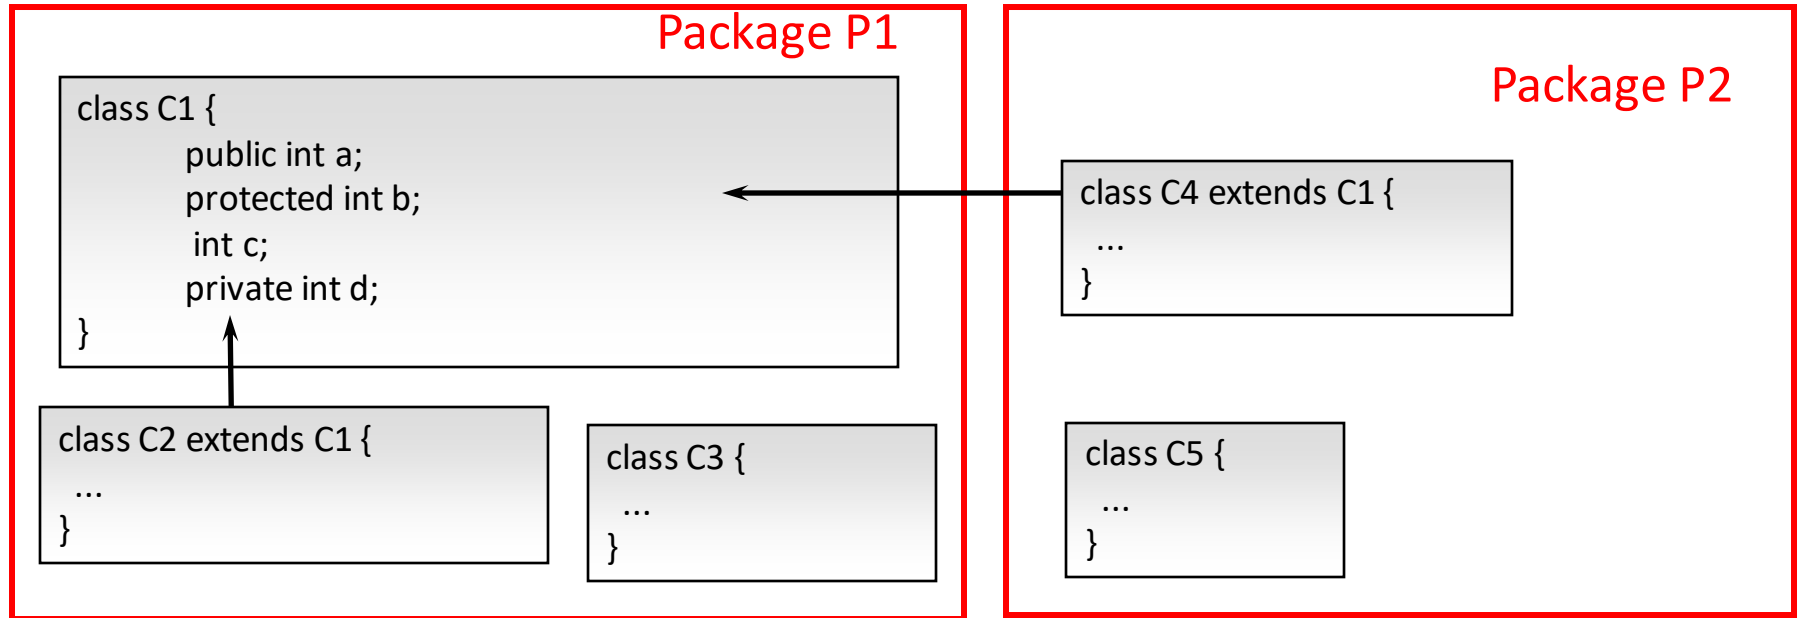 Package P1
class C1 {
public int a;
protected int b;
int c;
private int d;
}
class C2 extends C1 {
...
}
class C3 {
...
}
Package P2
class C4 extends C1 {
...
}
class C5 {
...
}